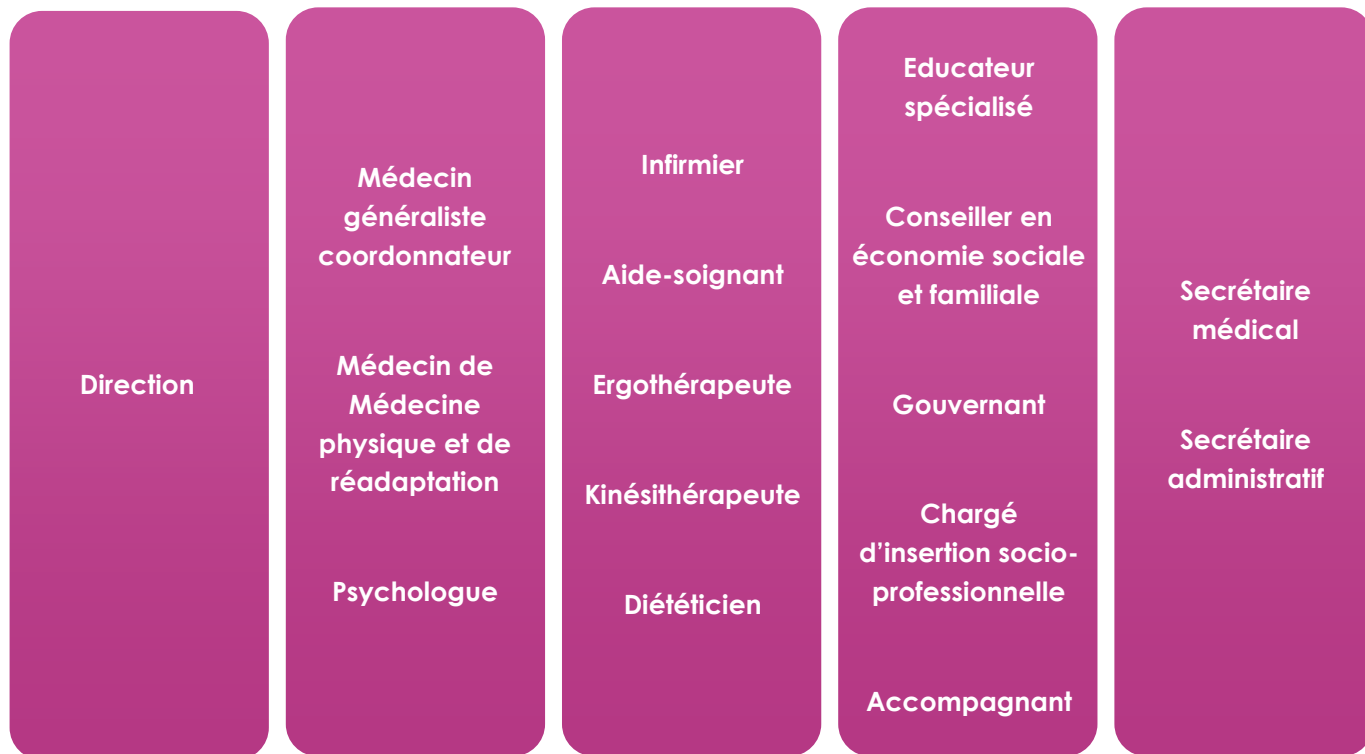 Direction
Médecin
généraliste
coordonnateur
Médecin de
Médecine
physique et de
réadaptation
Psychologue
Infirmier
Aide-soignant
Ergothérapeute
Kinésithérapeute
Diététicien
Educateur
spécialisé
Conseiller en
économie sociale
et familiale
Gouvernant
Chargé
d’insertion socio-
professionnelle
Accompagnant
Secrétaire
médical
Secrétaire
administratif